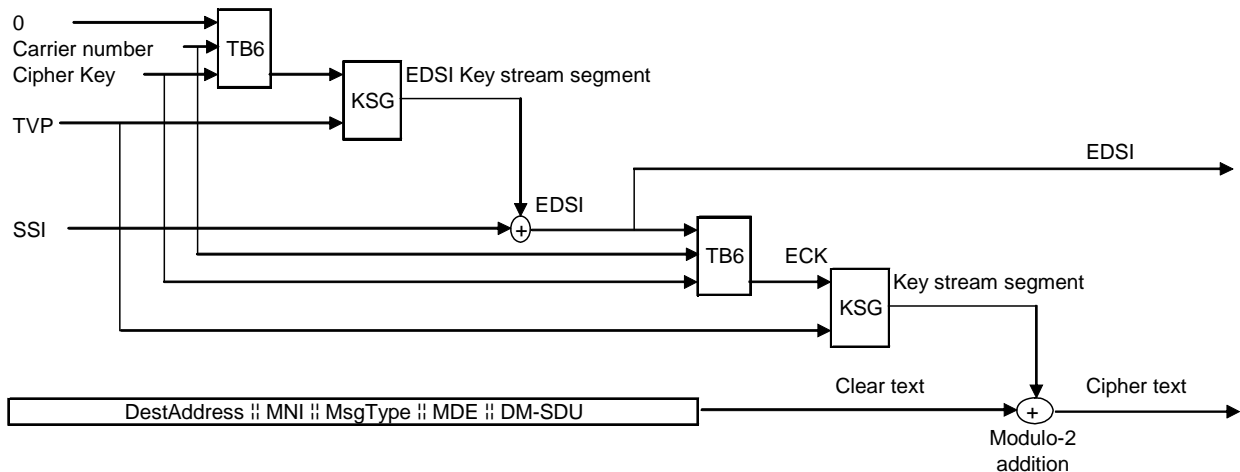 0
Carrier number
Cipher Key
TB6
EDSI Key stream segment
KSG
TVP
EDSI
EDSI
SSI
TB6
ECK
Key stream segment
KSG
Clear text
Cipher text
DestAddress ¦¦ MNI ¦¦ MsgType ¦¦ MDE ¦¦ DM-SDU
+
+
Modulo-2
addition